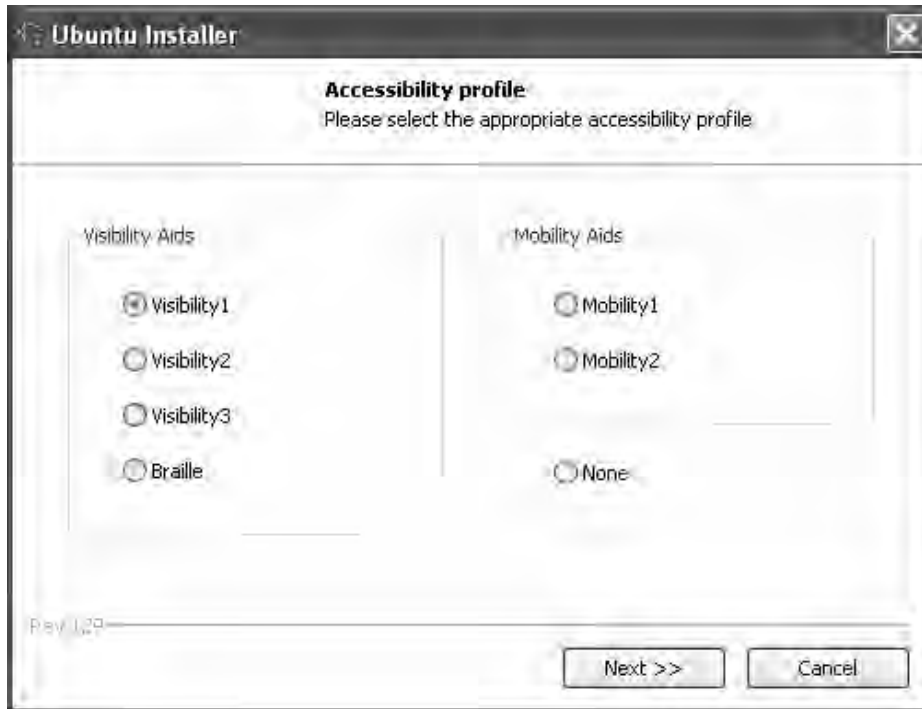 Ubuntu Installer
Accessibility profile
Please select the appropriate accessibility profile
Visibility Aids
Visibility1
Visibility2
Visibility3
Braille
Mobility Aids
Mobility1
Mobility2
None
Next >>
Cancel